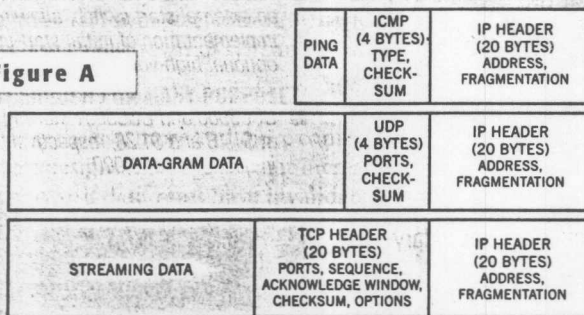 Figure A
PING
DATA
ICMP
(4 BYTES)
TYPE,
CHECK-
SUM
IP HEADER
(20 BYTES)
ADDRESS,
FRAGMENTATION
DATA-GRAM DATA
UDP
(4 BYTES)
PORTS,
CHECK-
SUM
IP HEADER
(20 BYTES)
ADDRESS,
FRAGMENTATION
STREAMING DATA
TCP HEADER
(20 BYTES)
PORTS, SEQUENCE,
ACKNOWLEDGE WINDOW,
CHECKSUM, OPTIONS
IP HEADER
(20 BYTES)
ADDRESS,
FRAGMENTATION